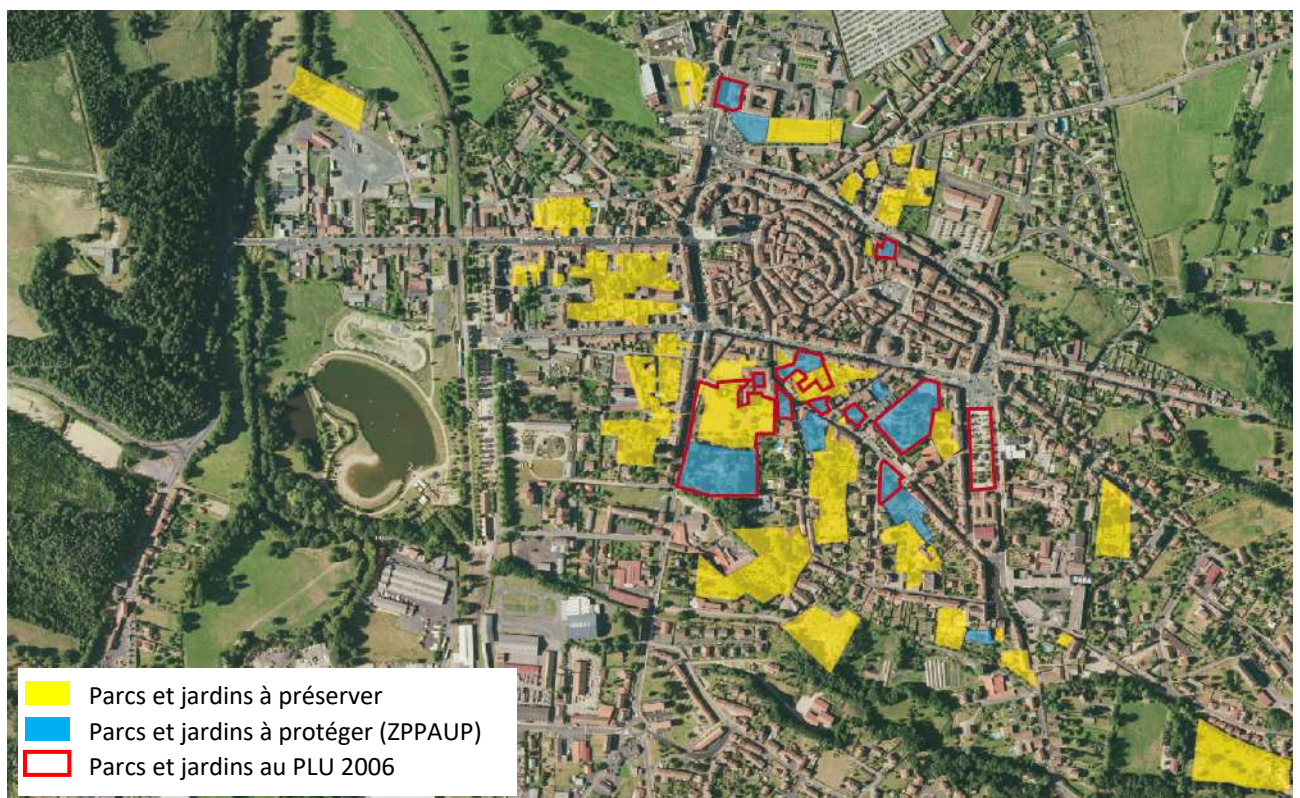 Parcs et jardins à préserver
Parcs et jardins à protéger (ZPPAUP)
Parcs et jardins au PLU 2006